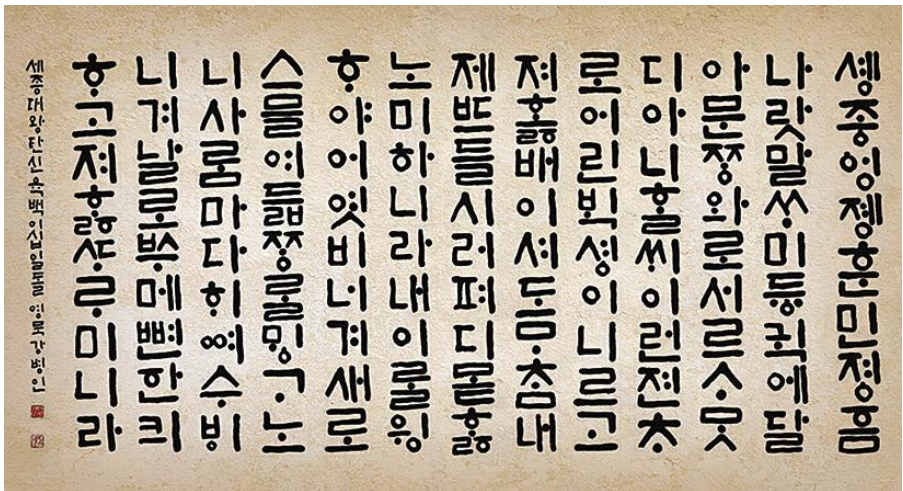 솅종엉졩훈민졍흠
나랏말ᄊᆞ미듕귁에달
아문ᄍᆞᆼ와로서르ᄉᆞᄆᆞᆺ
디아니ᄒᆞᆯᄊᆡ이런젼ᄎᆞ
로어린ᄇᆡᆨ셩이니르고
져ᄒᆞᇙ배이셔도ᄆᆞᄎᆞᆷ내
제ᄠᅳ들시러펴디몯ᄒᆞᇙ
노미하니라내이ᄅᆞᆯ윙
ᄒᆞ야어엿비너겨새로
스믈여듧ᄍᆞᆼᄅᆞᆯᄆᆡᇰᄀᆞ노
니사ᄅᆞᆷ마다ᄒᆡᅇᅧ수ᄫᅵ
니겨날로ᄡᅮ메뼌한킈
ᄒᆞ고져ᄒᆞᇙᄯᆞᄅᆞ미니라
세종대왕탄신육백이십일돌 영묵강병인